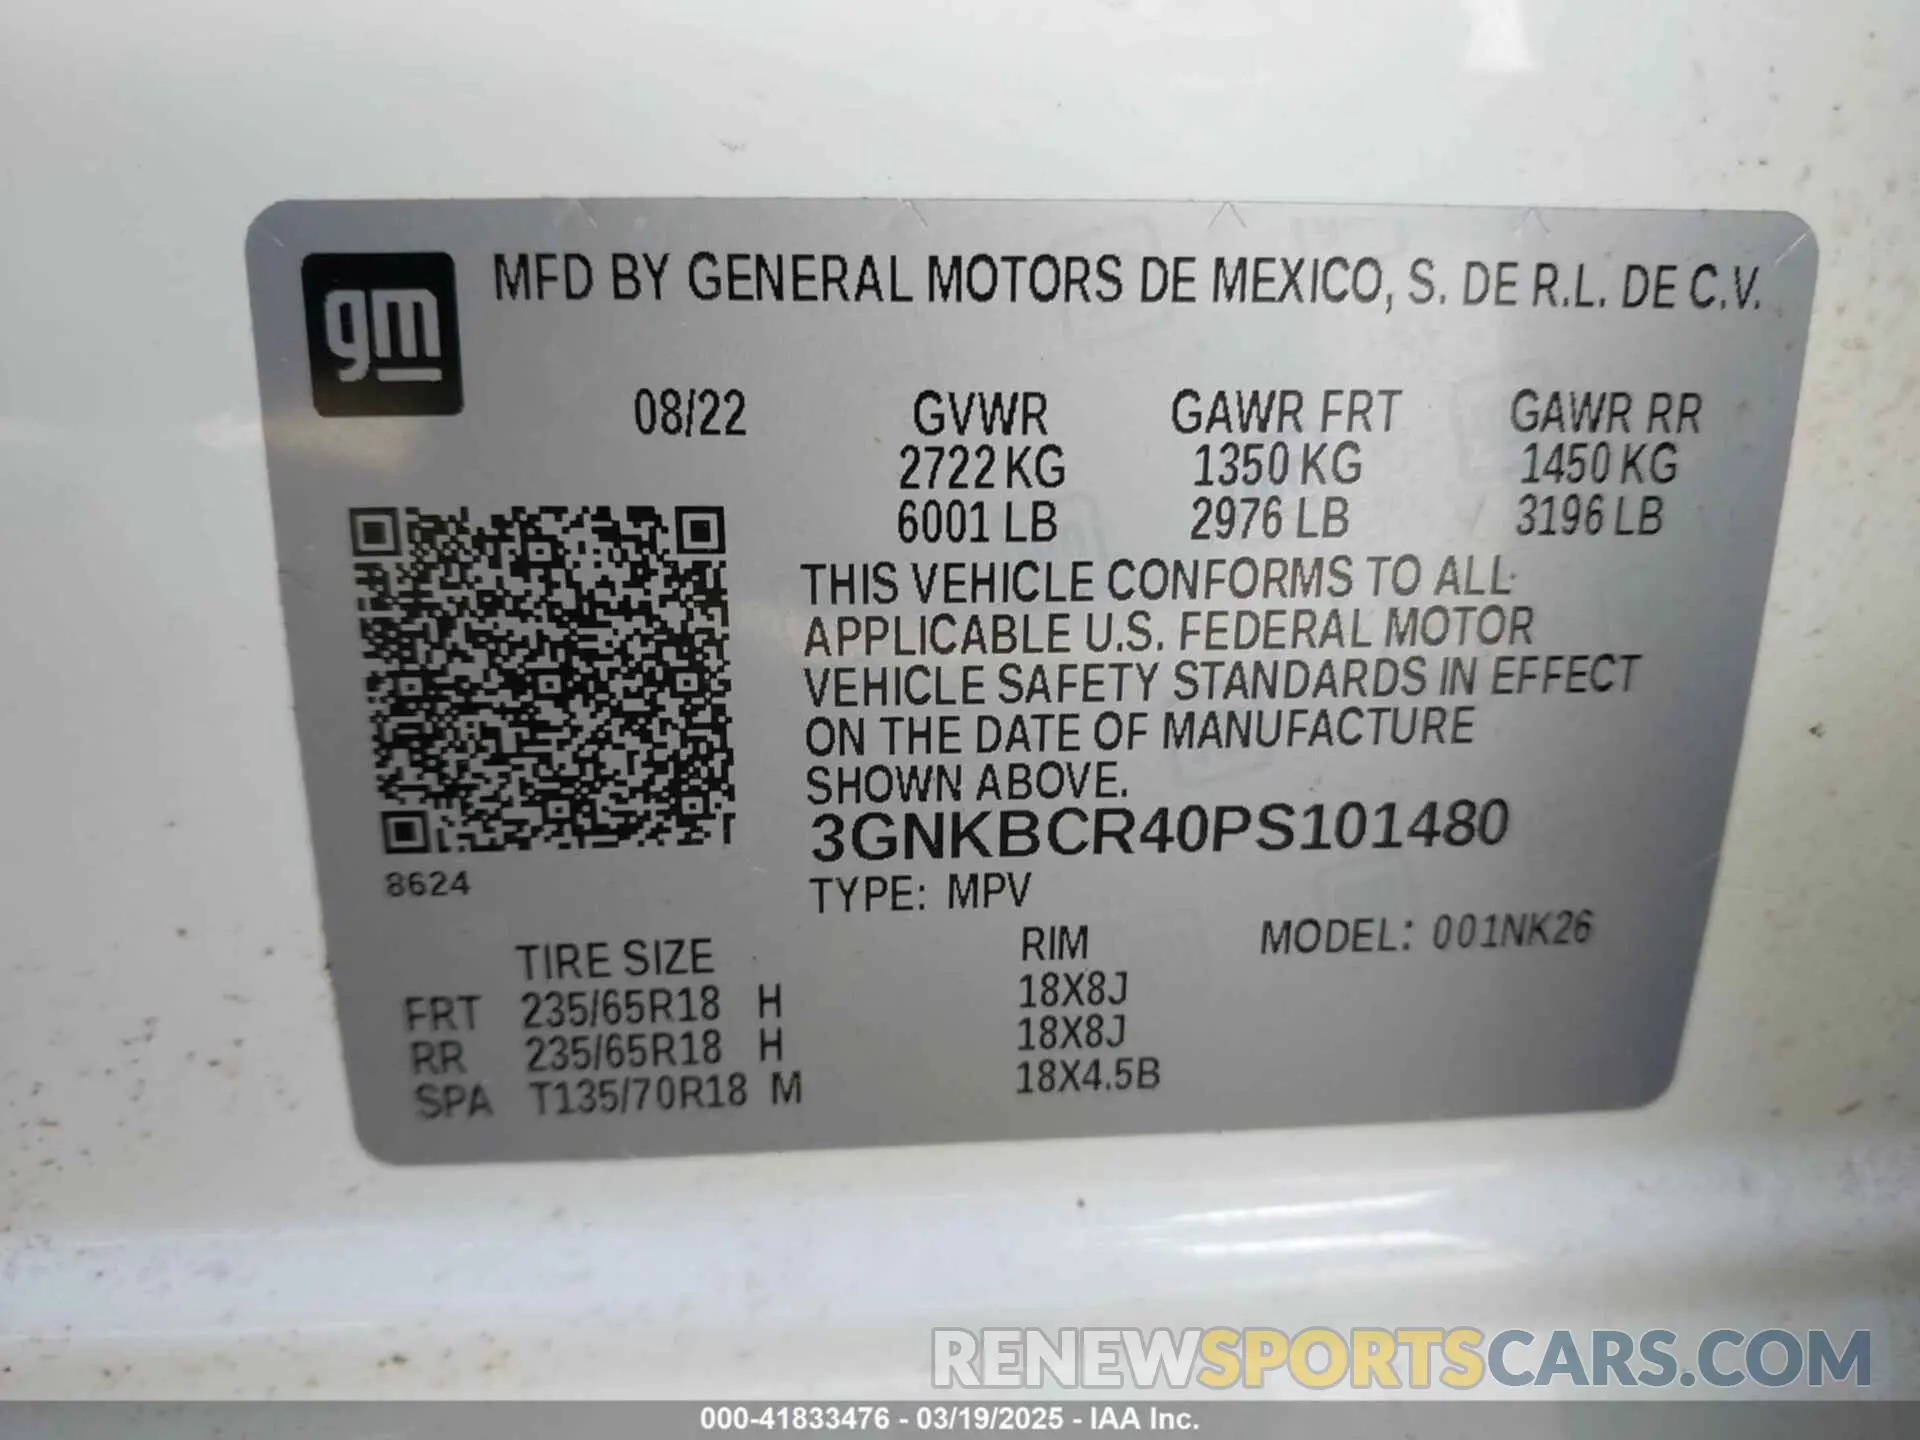 gm
MFD BY GENERAL MOTORS DE MEXICO, S. DE R.L. DE C.V.
08/22 GVWR GAWR FRT GAWR RR
2722 KG 1350 KG 1450 KG
6001 LB 2976 LB 3196 LB
THIS VEHICLE CONFORMS TO ALL
APPLICABLE U.S. FEDERAL MOTOR
VEHICLE SAFETY STANDARDS IN EFFECT
ON THE DATE OF MANUFACTURE
SHOWN ABOVE.
3GNKBCR40PS101480
8624
TYPE: MPV
TIRE SIZE RIM MODEL: 001NK26
FRT 235/65R18 H 18X8J
RR 235/65R18 H 18X8J
SPA T135/70R18 M 18X4.5B
RENEWSPORTSCARS.COM
000-41833476 - 03/19/2025 - IAA Inc.